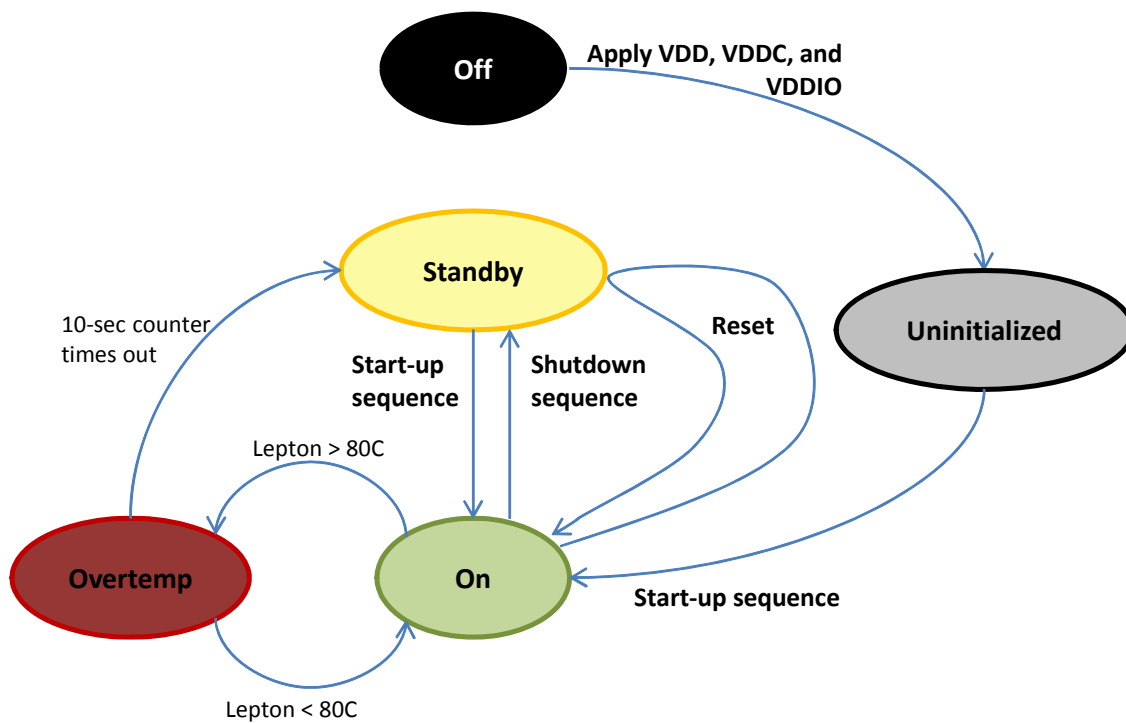 Off
Apply VDD, VDDC, and
VDDIO
Standby
Uninitialized
10-sec counter
times out
Start-up
sequence
Shutdown
sequence
Reset
Lepton > 80C
Overtemp
On
Start-up sequence
Lepton < 80C